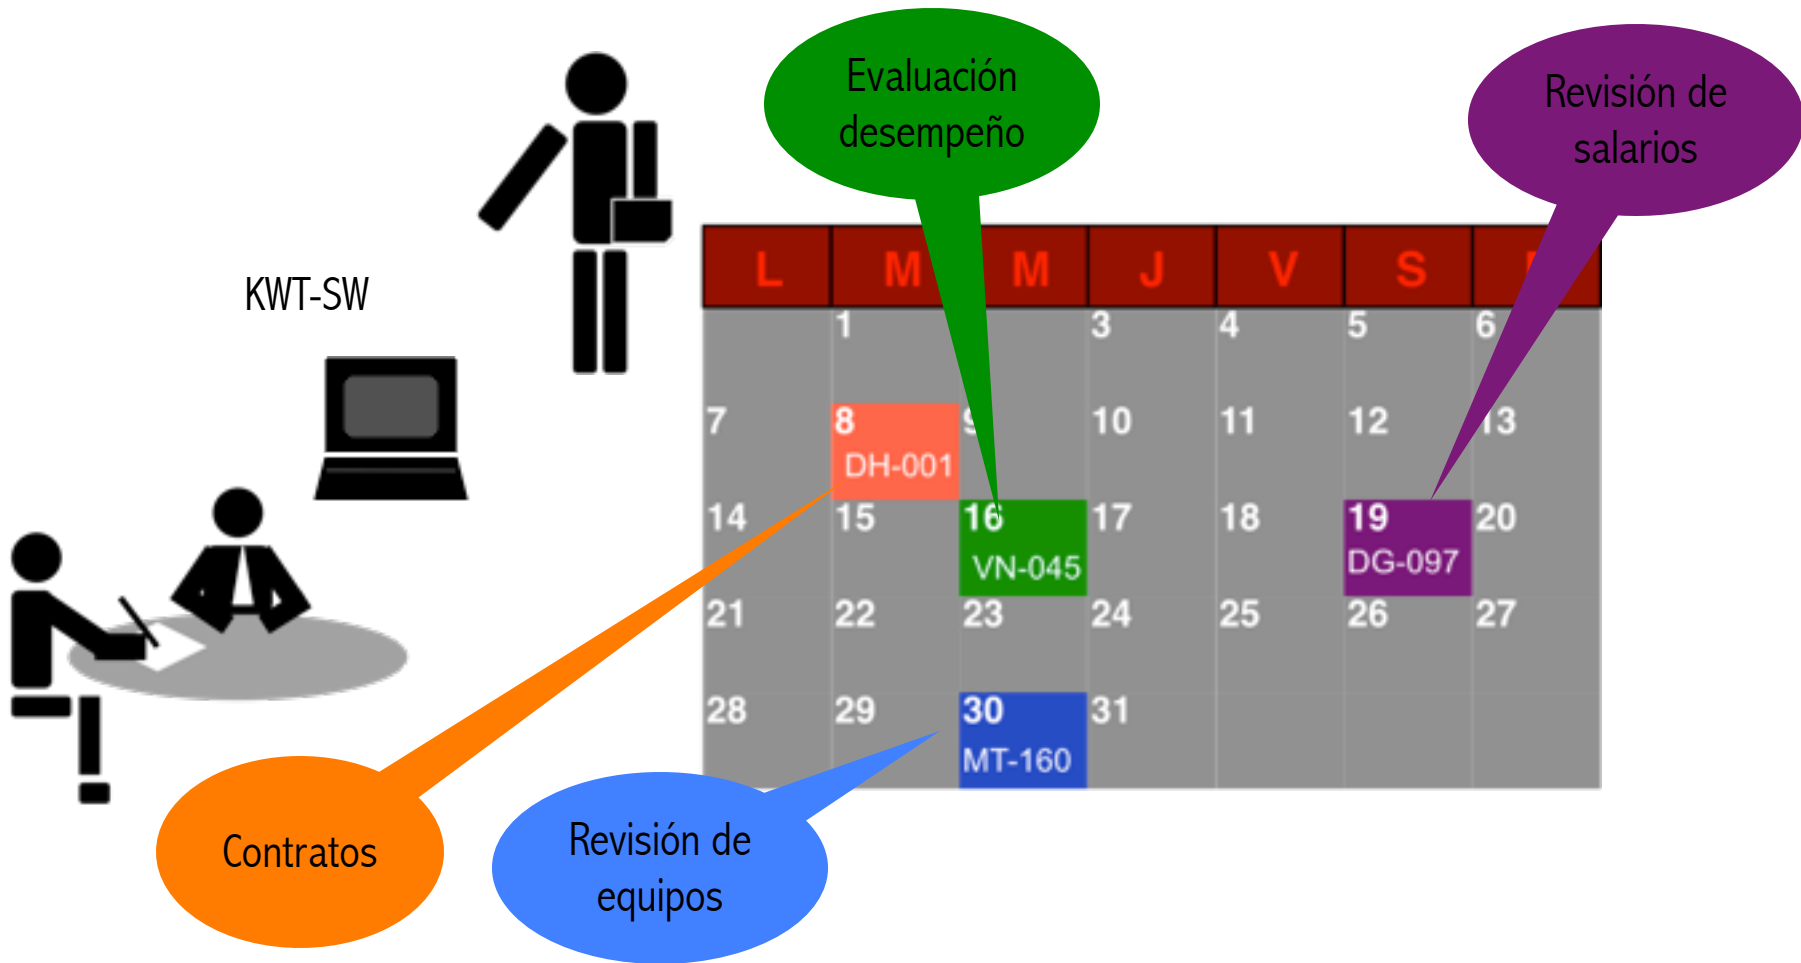 Evaluación
desempeño
Revisión de
salarios
KWT-SW
L M M J V S
1 3 4 5 6
7 8 10 11 12 13
DH-001
14 15 16 17 18 19 20
VN-045 DG-097
21 22 23 24 25 26 27
28 29 30 31
MT-160
Contratos
Revisión de
equipos